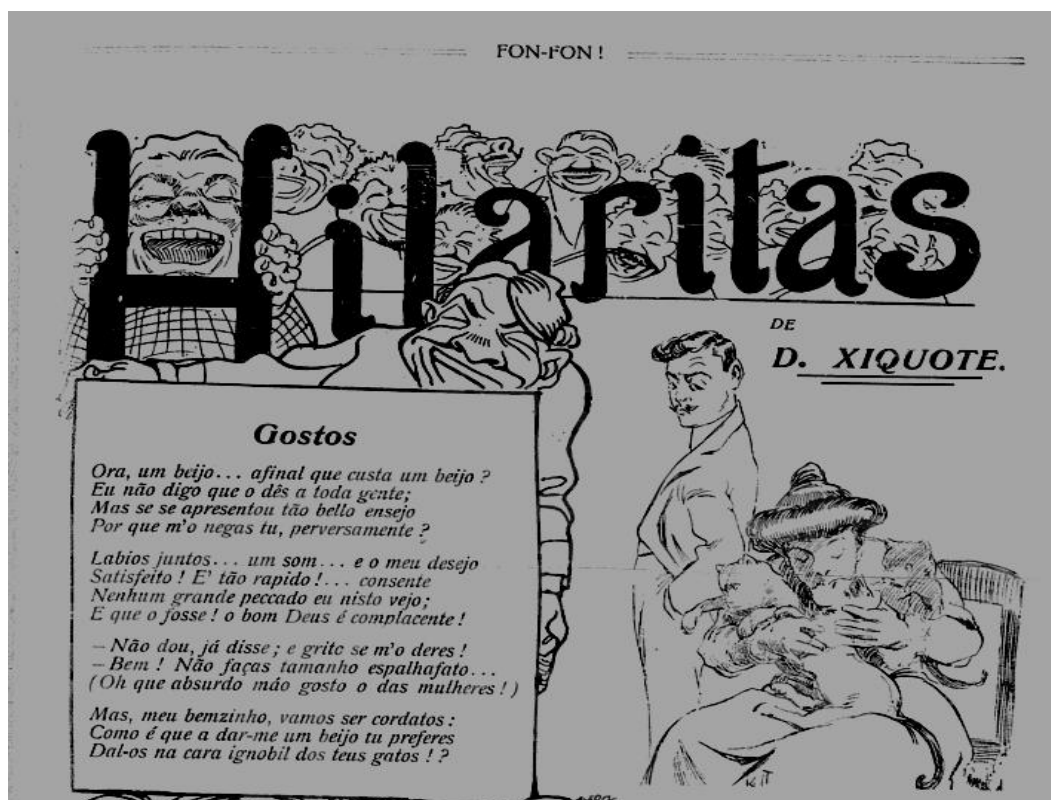 FON-FON !
Hilaritas
DE
D. XIQUOTE.
Gostos
Ora, um beijo... afinal que custa um beijo ?
Eu não digo que o dês a toda gente;
Mas se se apresentou tão bello ensejo
Por que m'o negas tu, perversamente ?
Labios juntos... um som... e o meu desejo
Satisfeito ! E' tão rapido !... consente
Nenhum grande peccado eu nisto vejo;
E que o fosse ! o bom Deus é complacente !
— Não dou, já disse ; e grito se m'o deres !
— Bem ! Não faças tamanho espalhafato...
(Oh que absurdo máo gosto o das mulheres !)
Mas, meu bemzinho, vamos ser cordatos :
Como é que a dar-me um beijo tu preferes
Dal-os na cara ignobil dos teus gatos ! ?